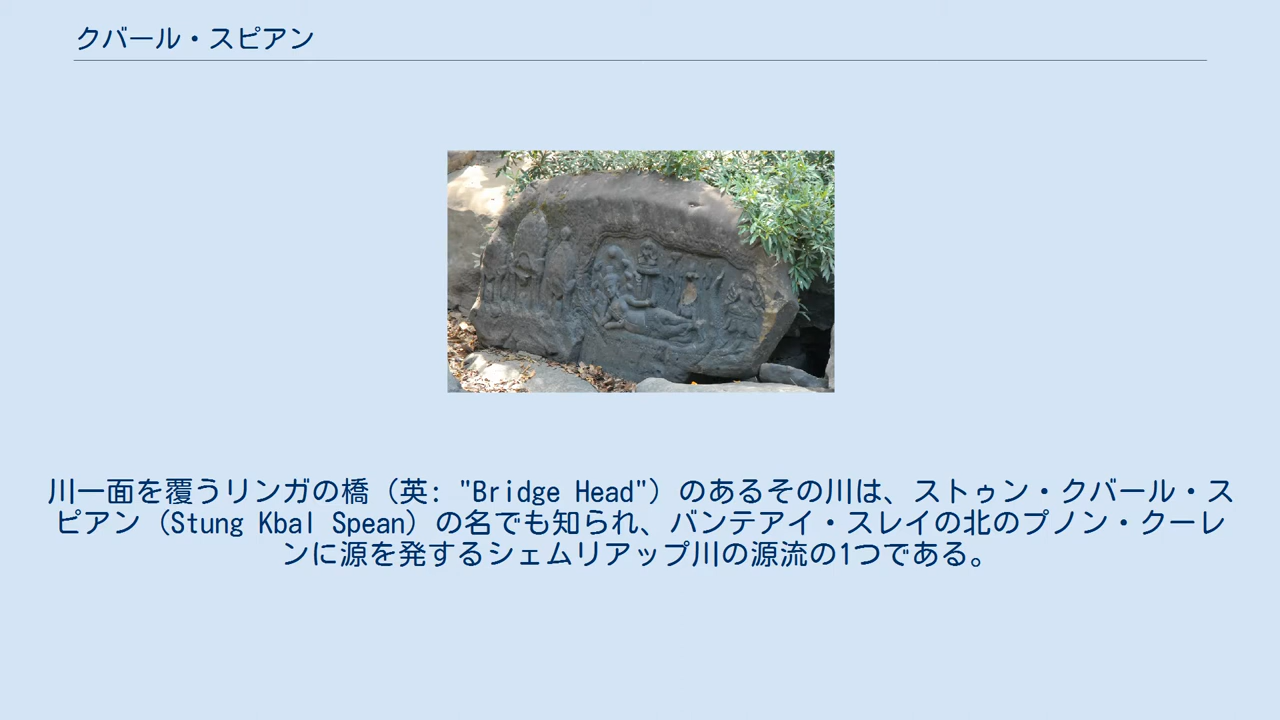 クバール・スピアン
川一面を覆うリンガの橋（英: "Bridge Head"）のあるその川は、ストゥン・クバール・ス
ピアン（Stung Kbal Spean）の名でも知られ、バンテアイ・スレイの北のプノン・クーレ
ンに源を発するシェムリアップ川の源流の1つである。